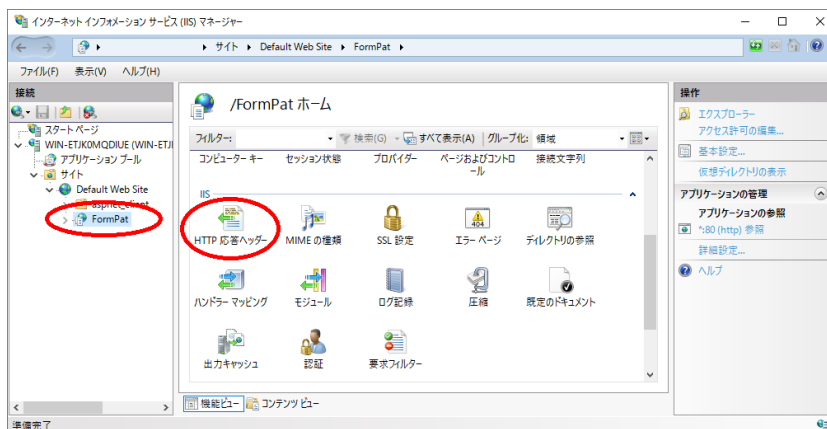 インターネット インフォメーション サービス (IIS) マネージャー
サイト Default Web Site FormPat
ファイル(F) 表示(V) ヘルプ(H)
接続
スタート ページ
WIN-ETJK0MQDIUE (WIN-ETJ
アプリケーション プール
サイト
Default Web Site
aspnet_client
FormPat
/FormPat ホーム
フィルター: 検索(G) すべて表示(A) グループ化: 領域
コンピューター キー セッション状態 プロバイダー ページおよびコントロ 接続文字列
ール
IIS
HTTP 応答ヘッダー MIME の種類 SSL 設定 エラー ページ ディレクトリの参照
404
ハンドラー マッピング モジュール ログ記録 圧縮 既定のドキュメント
出力キャッシュ 認証 要求フィルター
機能ビュー コンテンツ ビュー
操作
エクスプローラー
アクセス許可の編集...
基本設定...
仮想ディレクトリの表示
アプリケーションの管理
アプリケーションの参照
*:80 (http) 参照
詳細設定...
ヘルプ
準備完了